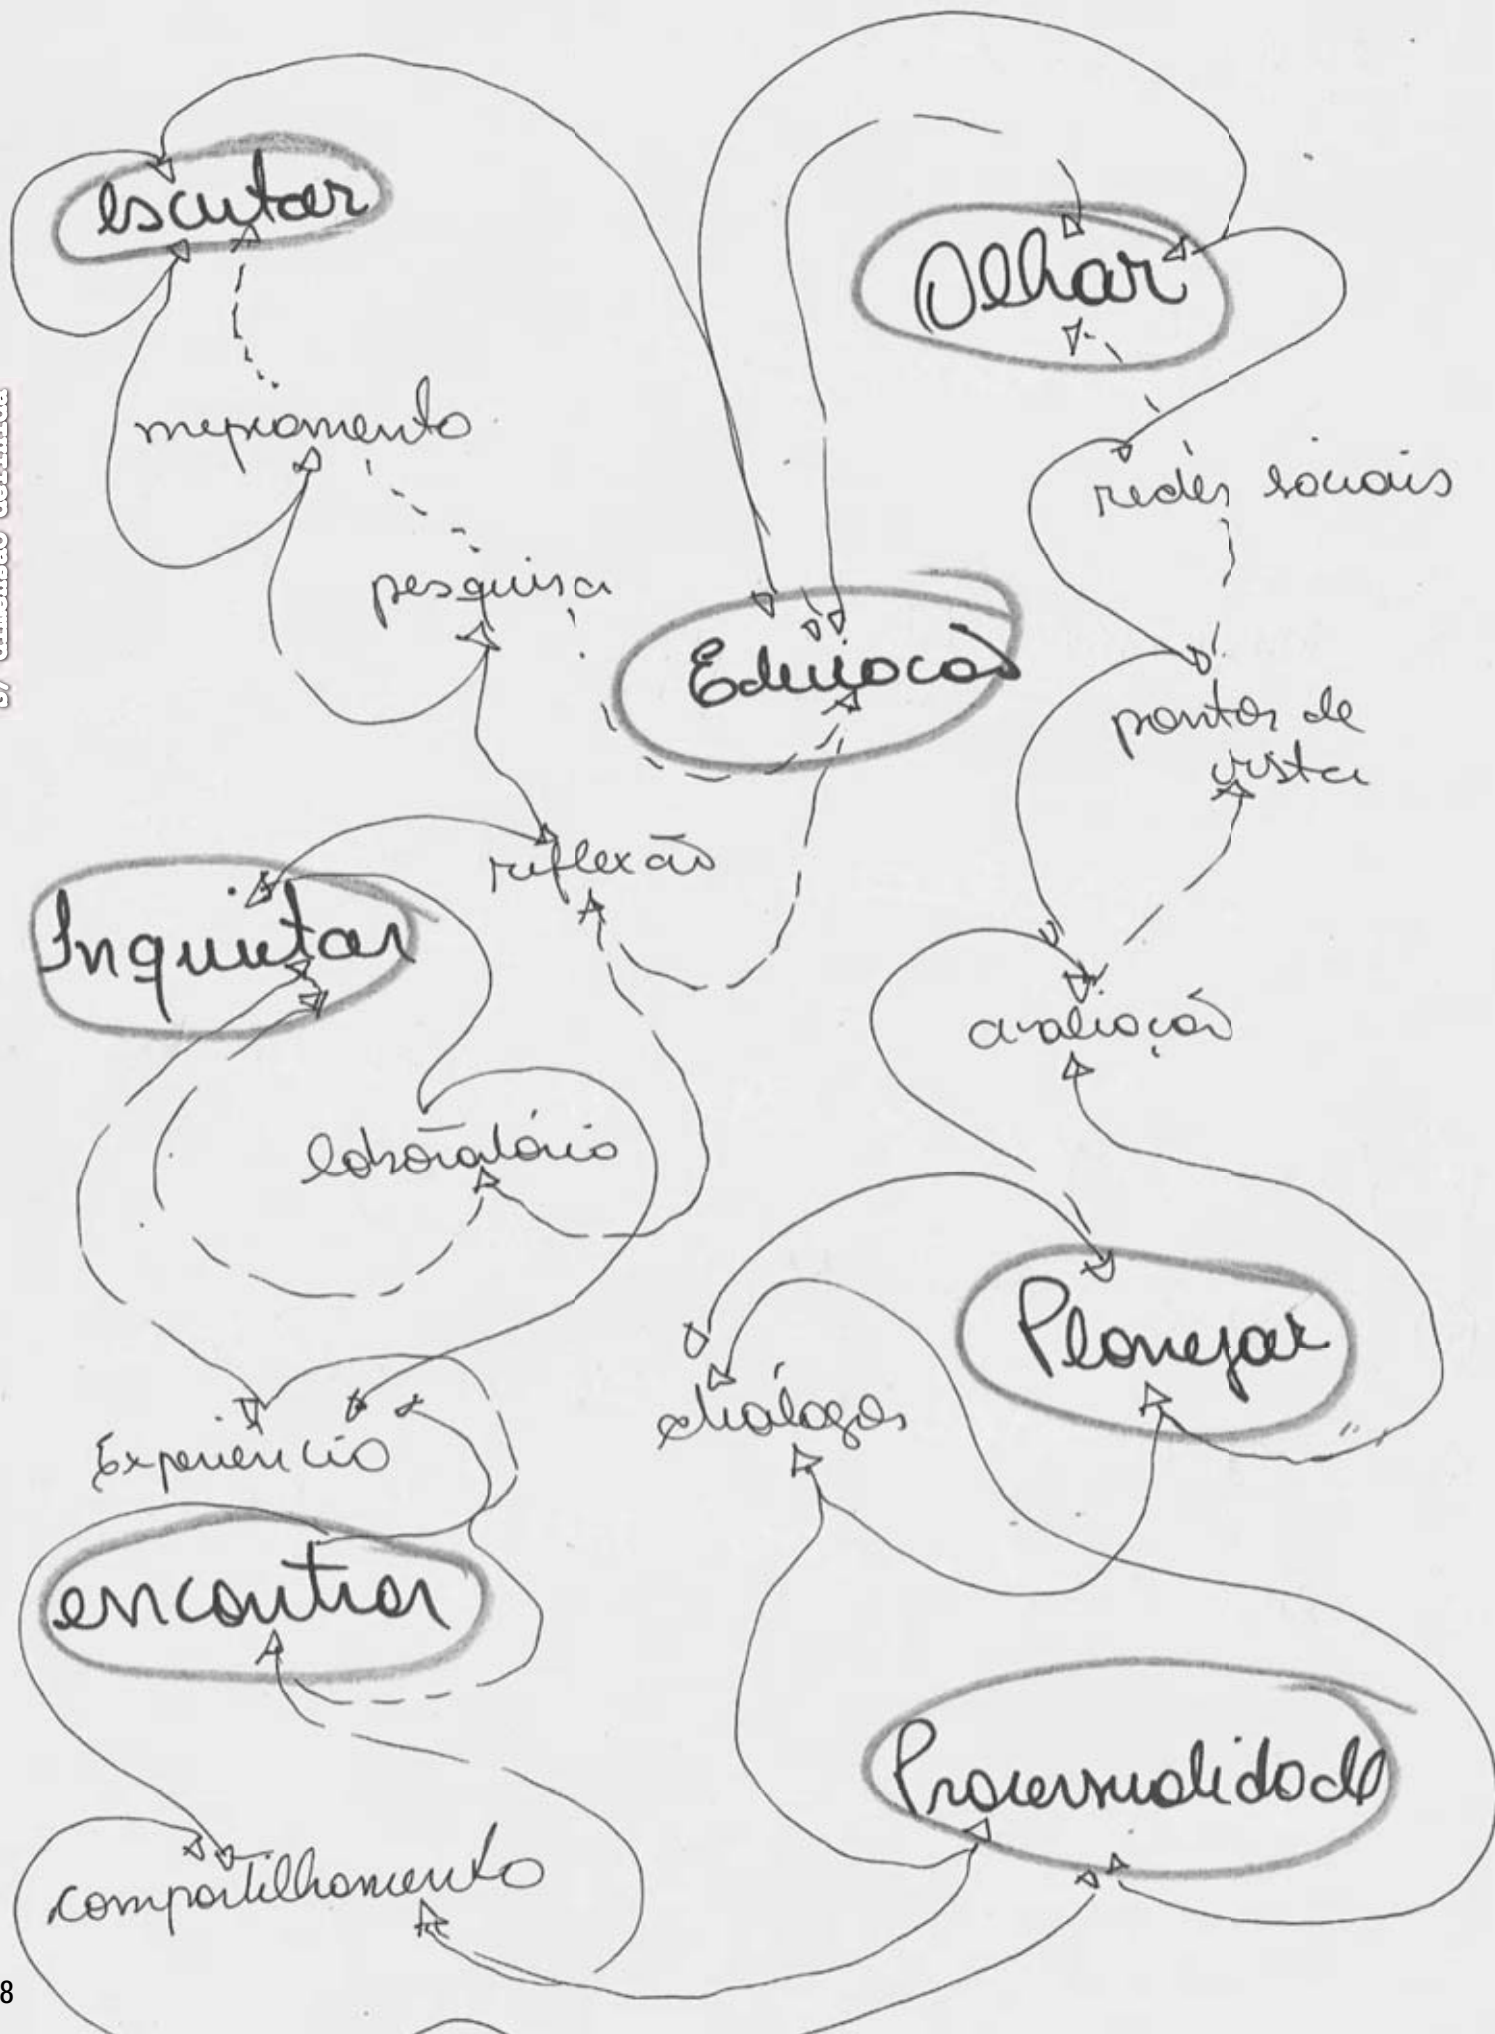 escutar
Olhar
mapeamento
redes sociais
pesquisa
Educação
pontos de
vista
reflexão
Inquietar
avaliação
laboratório
Planejar
diálogos
Experiência
encontrar
Processualidade
compartilhamento
8